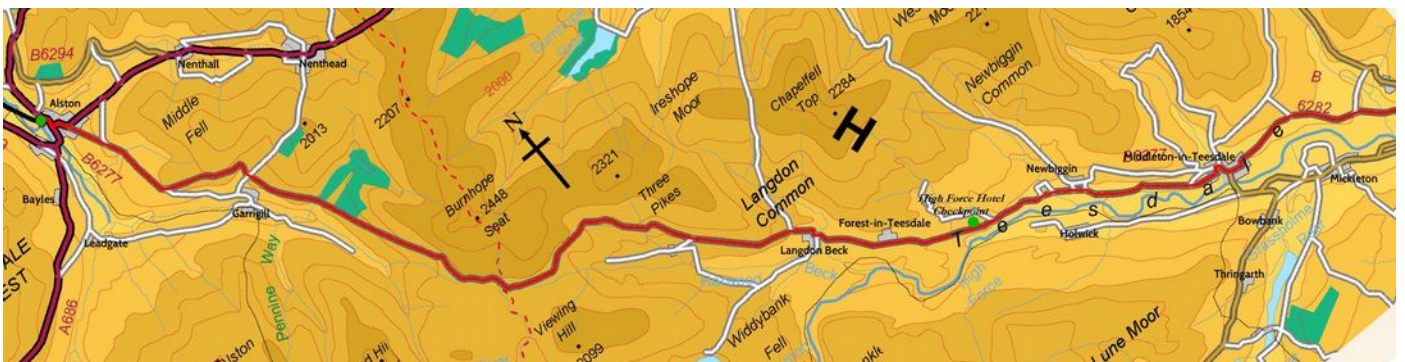 B6294
Nenthall
Nenthead
Alston
Middle
Fell
2013
2207
2000
B6277
Bayles
Leadgate
Garrigill
A686
Pennine Way
Burnhope
2448
Seat
N
2321
Three
Pikes
Ireshope
Moor
Chapelfell
Top 2284
H
Langdon
Common
Langdon Beck
Forest-in-Teesdale
High Force Hotel
Checkpoint
High
Force
Viewing
Hill
2099
Widdybank
Fell
Beck
Newbiggin
Common
Newbiggin
Holwick
Teesdale
Middleton-in-Teesdale
B
6282
1854
Mickleton
Bowbank
Grassholme
Thringarth
Lune Moor